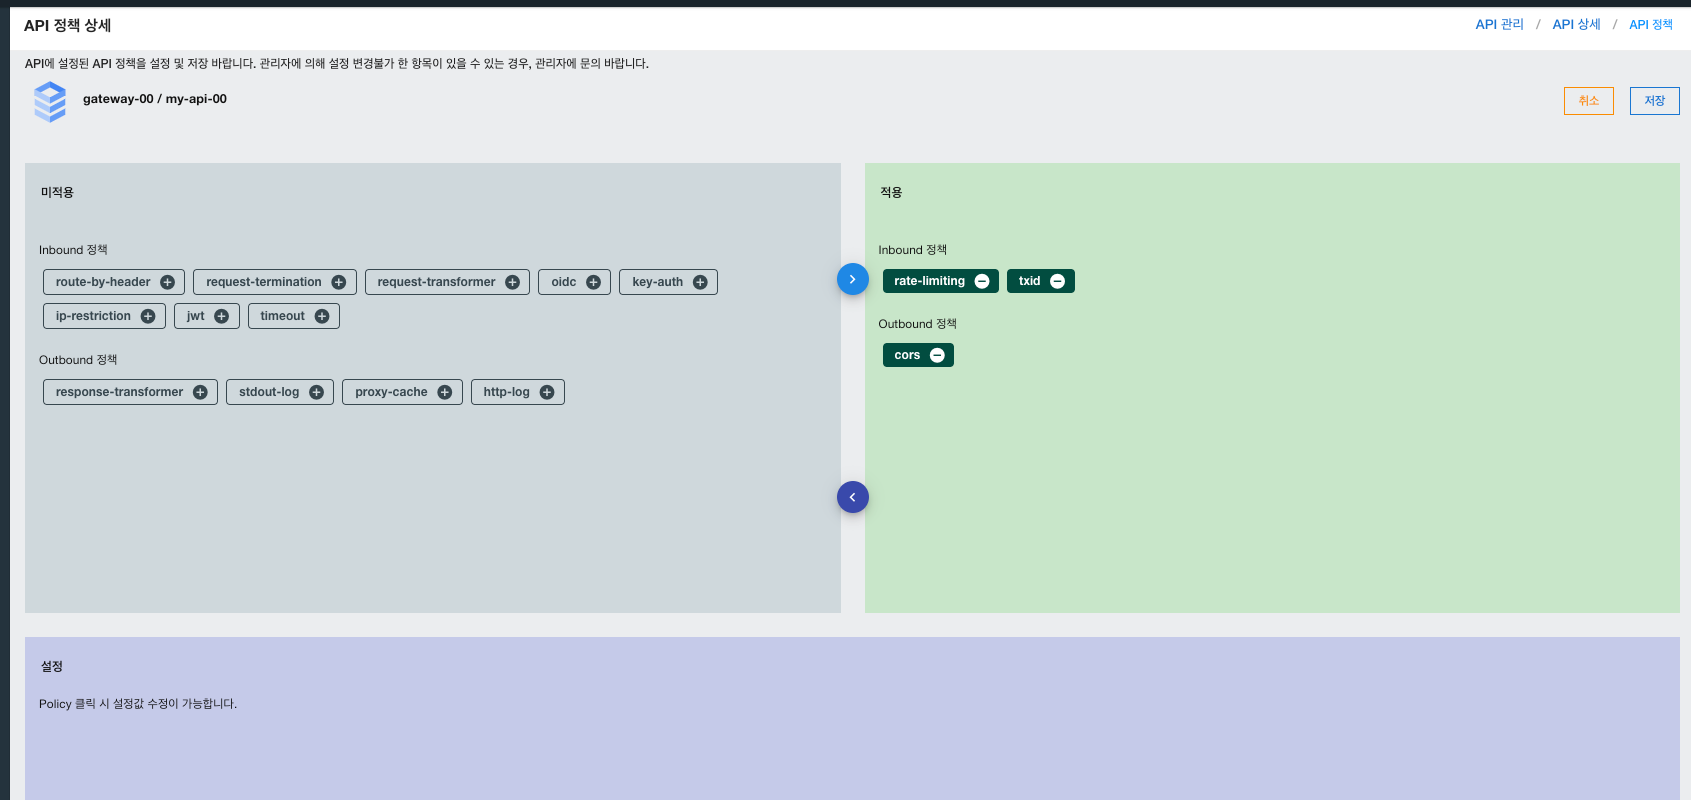 API 정책 상세
API 관리 / API 상세 / API 정책
API에 설정된 API 정책을 설정 및 저장 바랍니다. 관리자에 의해 설정 변경불가 한 항목이 있을 수 있는 경우, 관리자에 문의 바랍니다.
gateway-00 / my-api-00
취소
저장
미적용
Inbound 정책
route-by-header
request-termination
request-transformer
oidc
key-auth
ip-restriction
jwt
timeout
Outbound 정책
response-transformer
stdout-log
proxy-cache
http-log
적용
Inbound 정책
rate-limiting
txid
Outbound 정책
cors
설정
Policy 클릭 시 설정값 수정이 가능합니다.